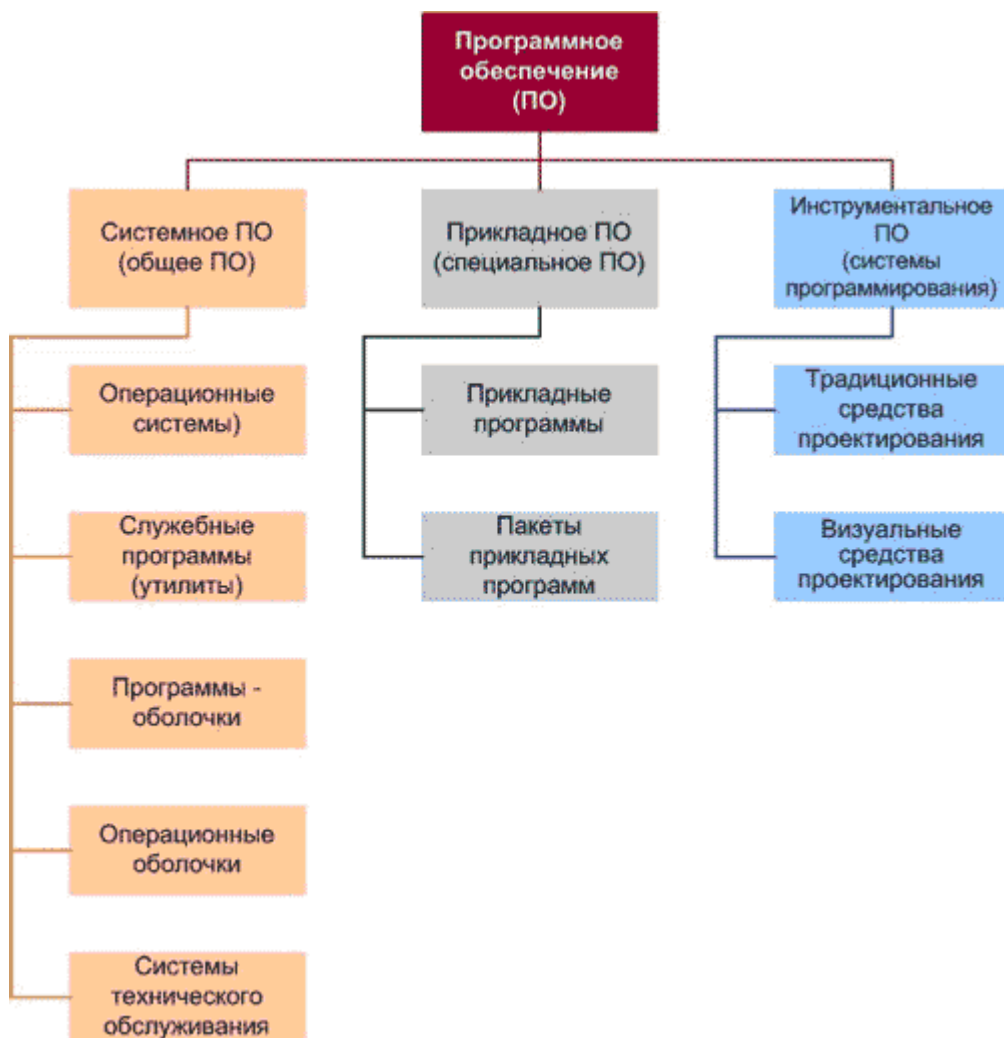 Программное
обеспечение
(ПО)
Системное ПО
(общее ПО)
Прикладное ПО
(специальное ПО)
Инструментальное
ПО
(системы
программирования)
Операционные
системы)
Прикладные
программы
Традиционные
средства
проектирования
Служебные
программы
(утилиты)
Пакеты
прикладных
программ
Визуальные
средства
проектирования
Программы -
оболочки
Операционные
оболочки
Системы
технического
обслуживания